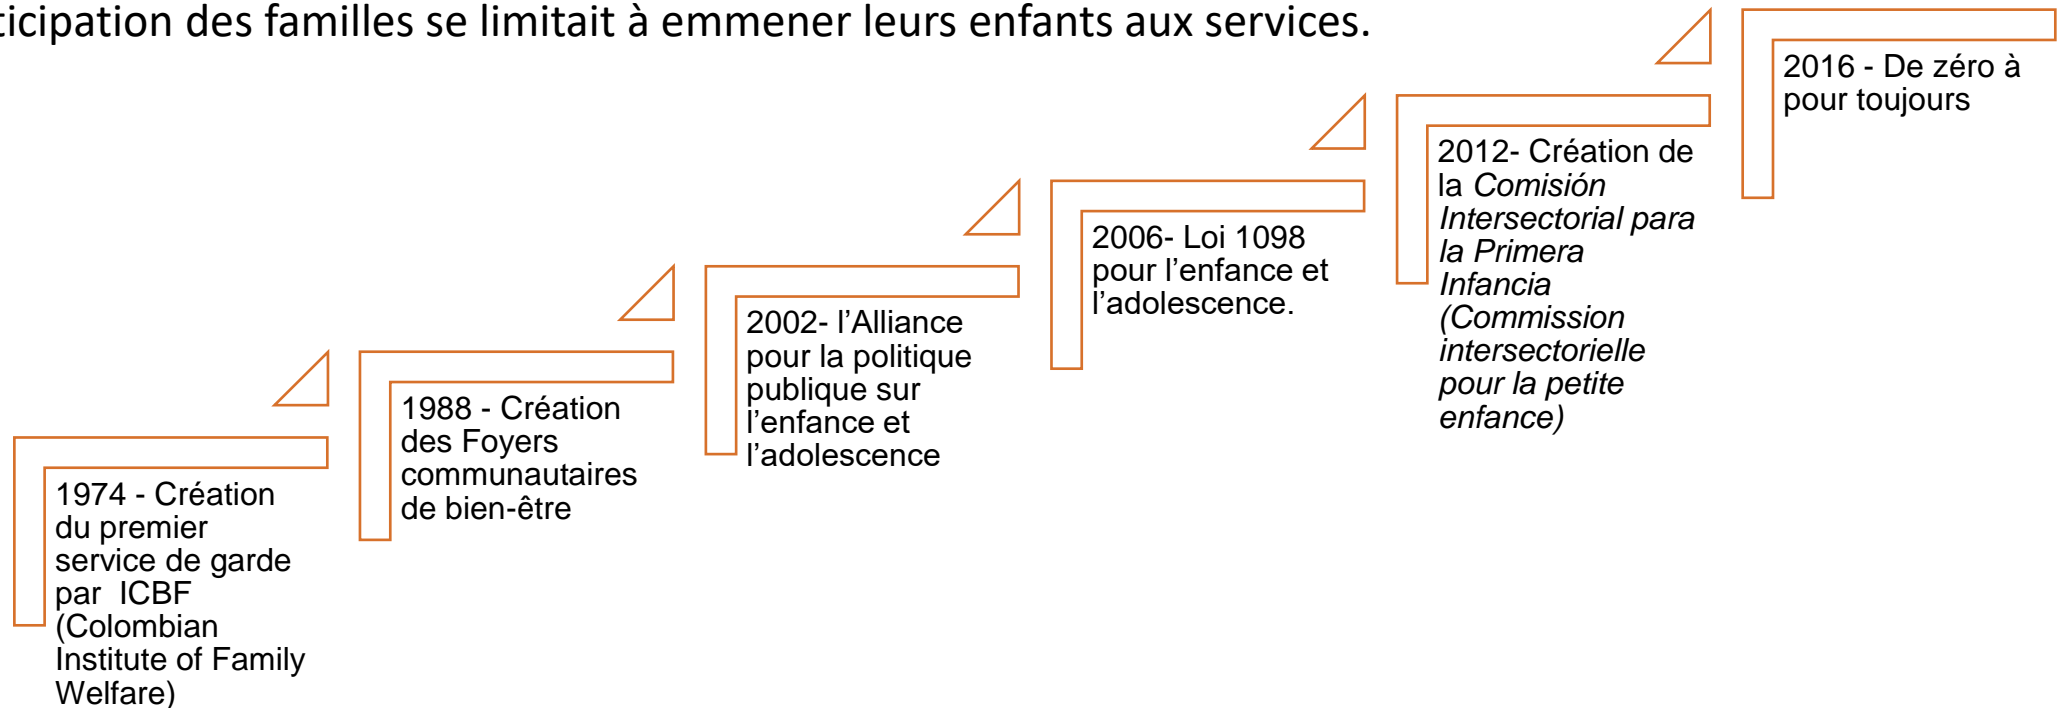 ticipation des familles se limitait à emmener leurs enfants aux services.
1974 - Création
du premier
service de garde
par  ICBF
(Colombian
Institute of Family
Welfare)
1988 - Création
des Foyers
communautaires
de bien-être
2002- l’Alliance
pour la politique
publique sur
l’enfance et
l’adolescence
2006- Loi 1098
pour l’enfance et
l’adolescence.
2012- Création de
la Comisión
Intersectorial para
la Primera
Infancia
(Commission
intersectorielle
pour la petite
enfance)
2016 - De zéro à
pour toujours